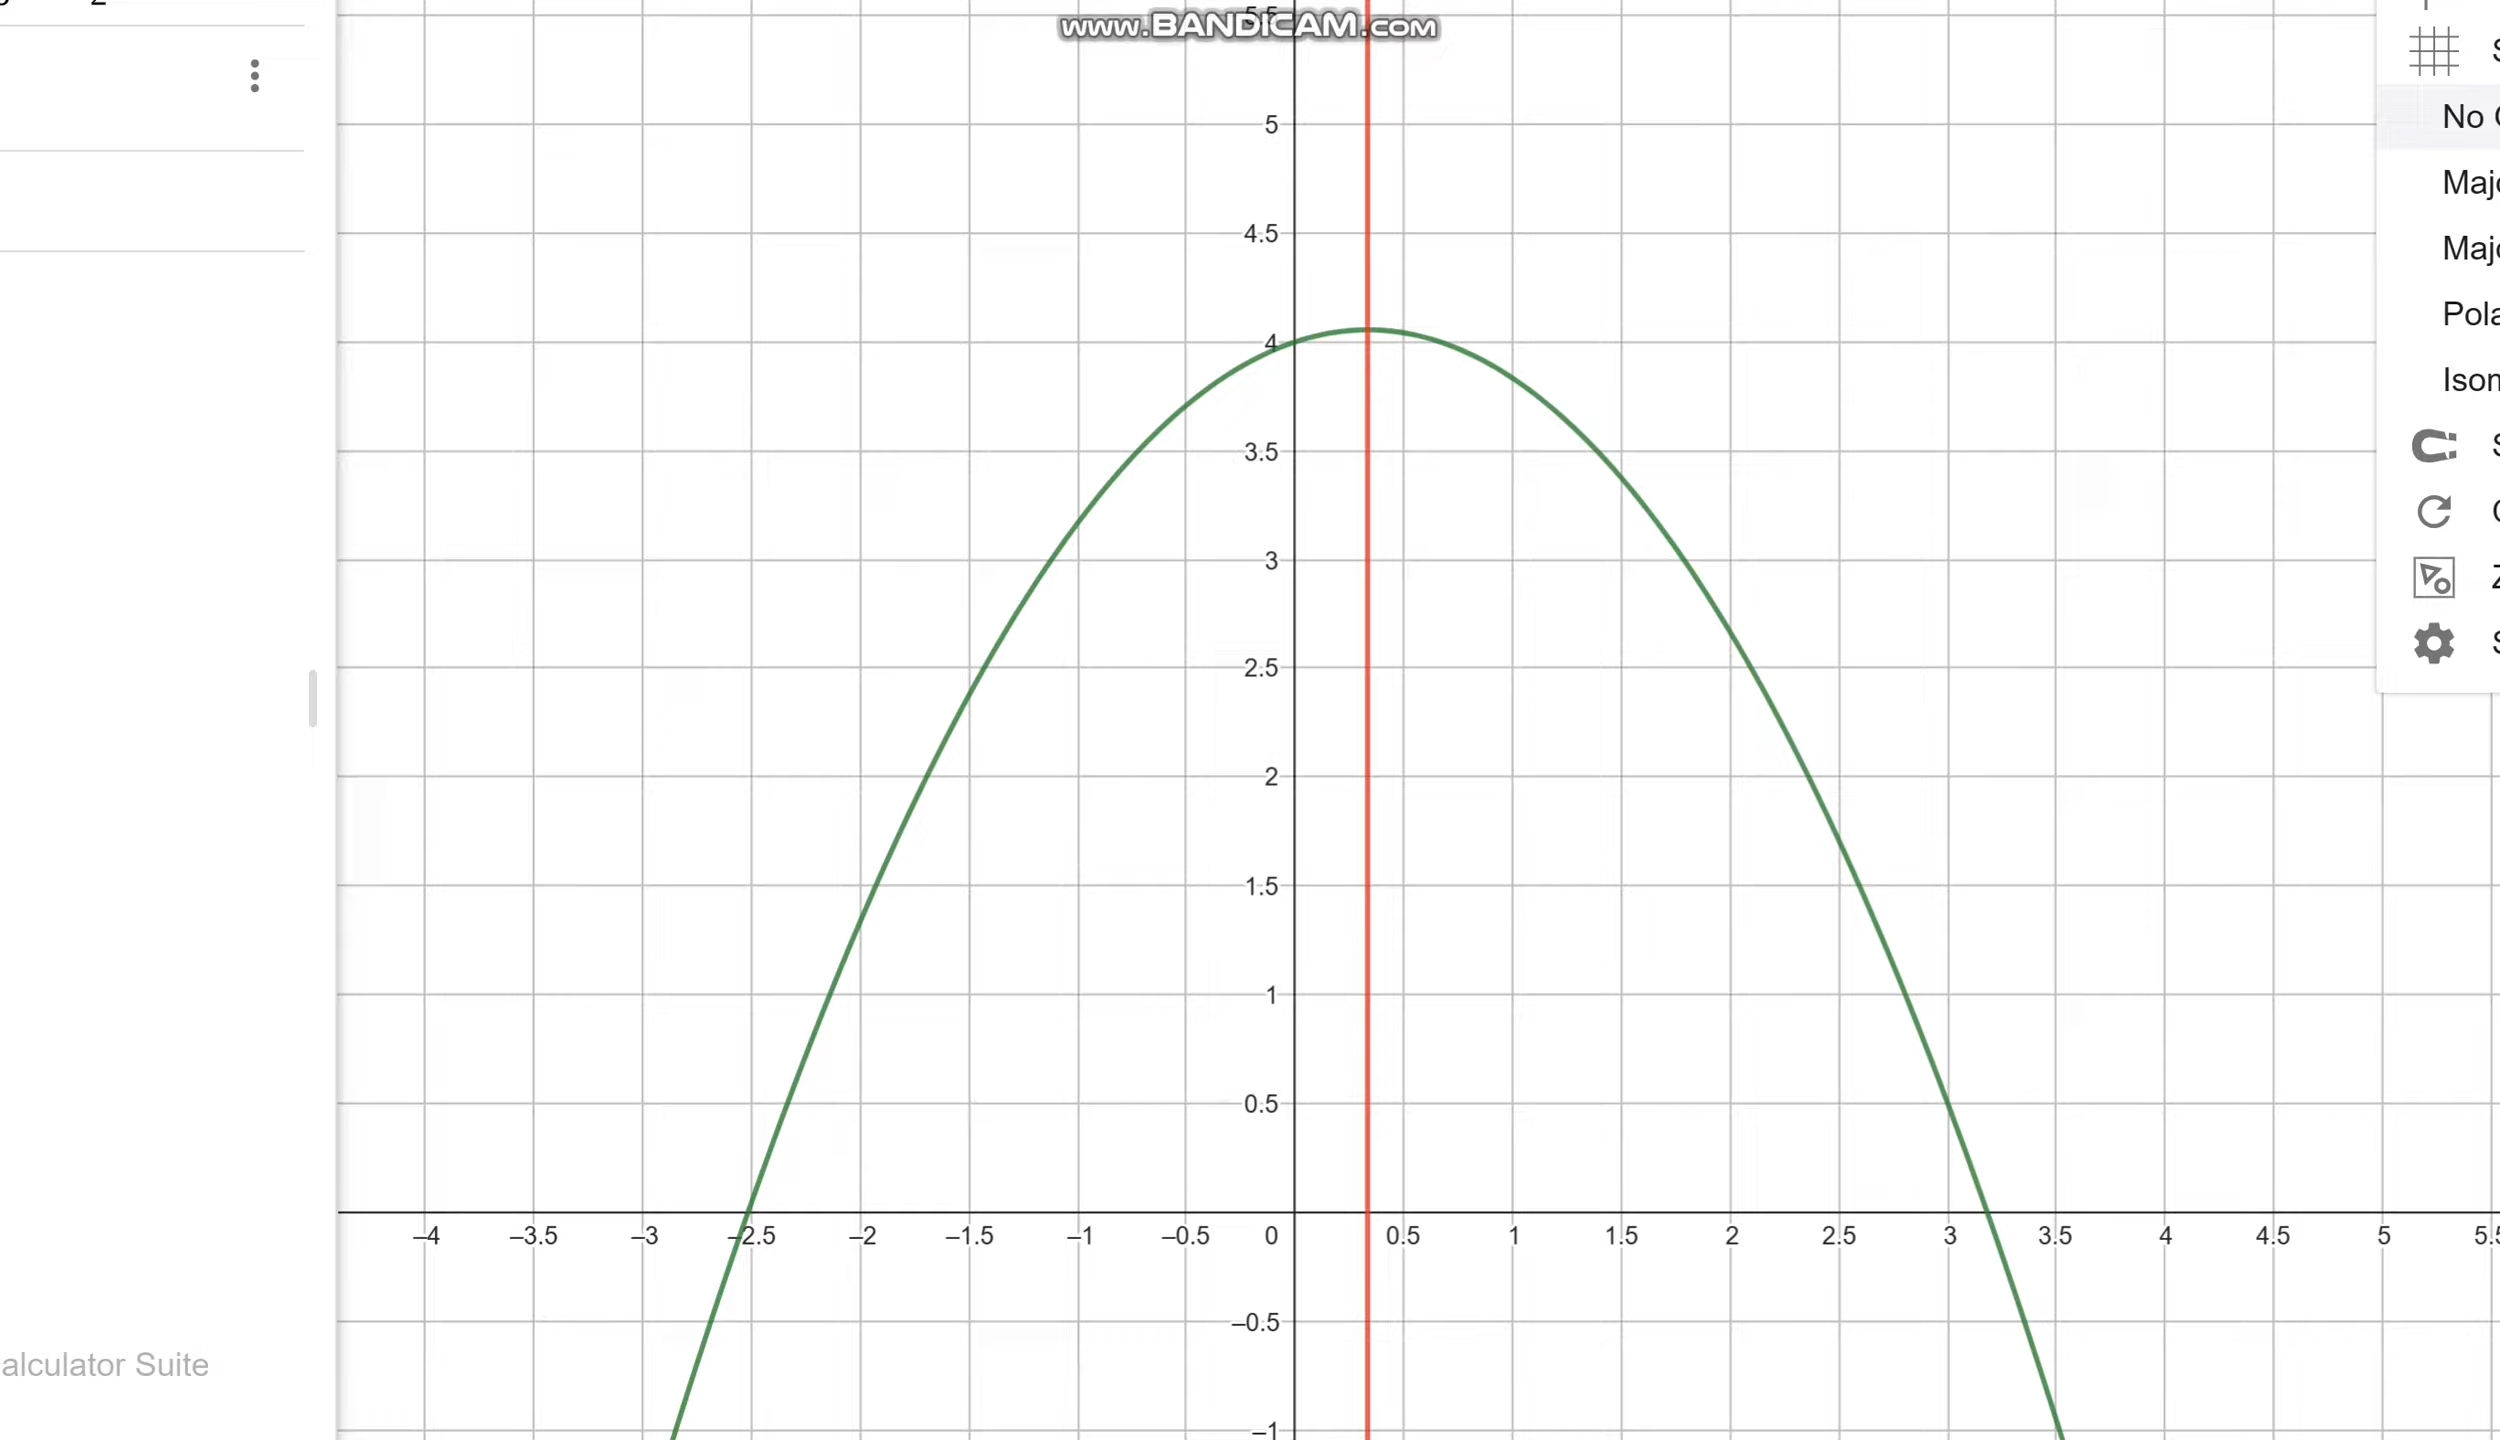 www.BANDICAM.com
5
4.5
4
3.5
3
2.5
2
1.5
1
0.5
–4 –3.5 –3 –2.5 –2 –1.5 –1 –0.5 0 0.5 1 1.5 2 2.5 3 3.5 4 4.5 5
–0.5
–1
No
Isom
alculator Suite